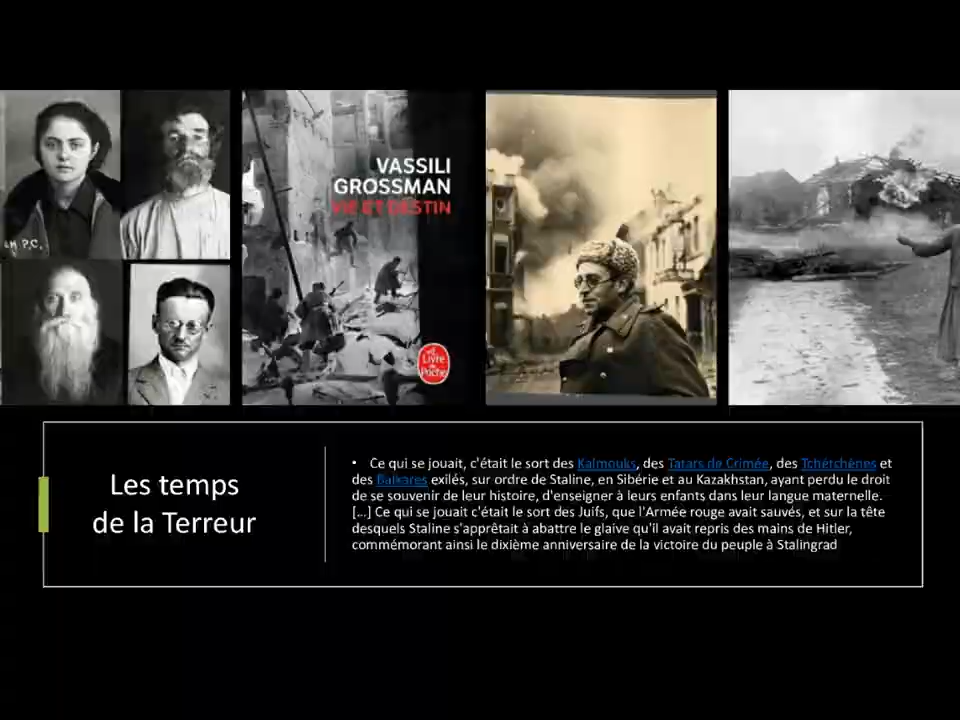 VASSILI
GROSSMAN
VIE ET DESTIN
Le
Livre
de
Poche
Les temps
de la Terreur
• Ce qui se jouait, c'était le sort des Kalmouks, des Tatars de Crimée, des Tchétchènes et
des Balkares exilés, sur ordre de Staline, en Sibérie et au Kazakhstan, ayant perdu le droit
de se souvenir de leur histoire, d'enseigner à leurs enfants dans leur langue maternelle.
[…] Ce qui se jouait c'était le sort des Juifs, que l'Armée rouge avait sauvés, et sur la tête
desquels Staline s'apprêtait à abattre le glaive qu'il avait repris des mains de Hitler,
commémorant ainsi le dixième anniversaire de la victoire du peuple à Stalingrad